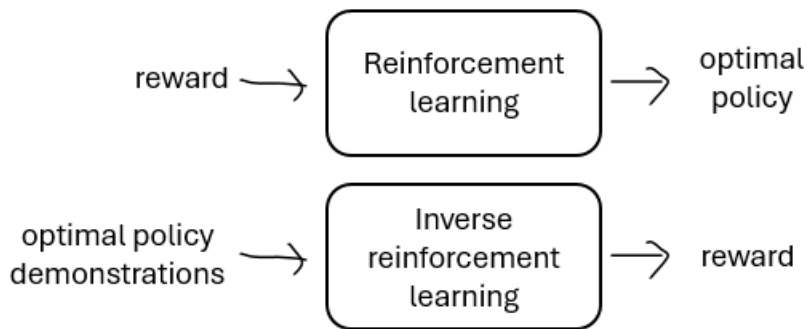 reward
Reinforcement
learning
optimal
policy
optimal policy
demonstrations
Inverse
reinforcement
learning
reward